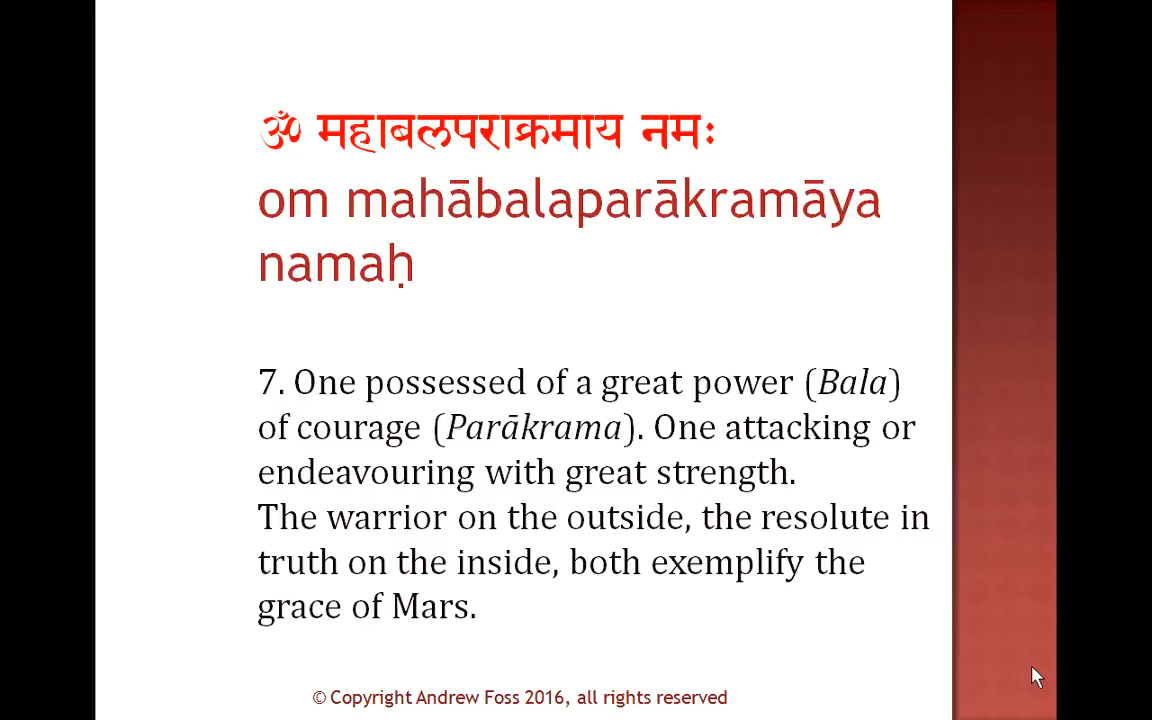 ॐ महाबलपराक्रमाय नमः
om mahābalaparākramāya
namaḥ
7. One possessed of a great power (Bala)
of courage (Parākrama). One attacking or
endeavouring with great strength.
The warrior on the outside, the resolute in
truth on the inside, both exemplify the
grace of Mars.
© Copyright Andrew Foss 2016, all rights reserved